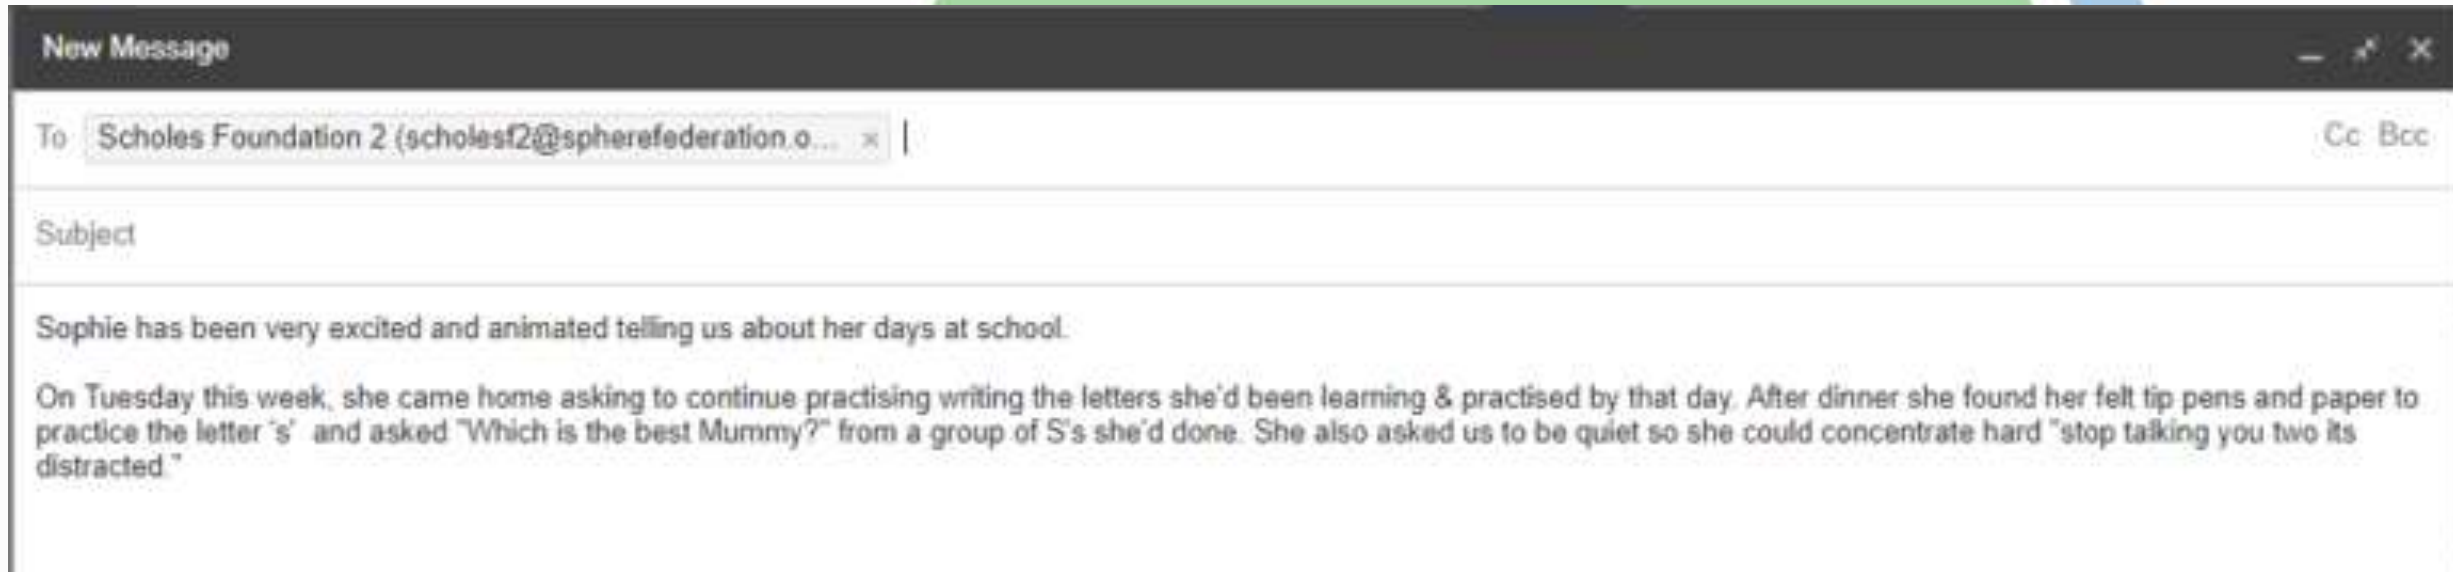 New Message
To Scholes Foundation 2 (scholesf2@spherefederation.o... × Cc Bcc
Subject
Sophie has been very excited and animated telling us about her days at school.
On Tuesday this week, she came home asking to continue practising writing the letters she'd been learning & practised by that day. After dinner she found her felt tip pens and paper to
practice the letter 's' and asked "Which is the best Mummy?" from a group of S's she'd done. She also asked us to be quiet so she could concentrate hard "stop talking you two its
distracted."